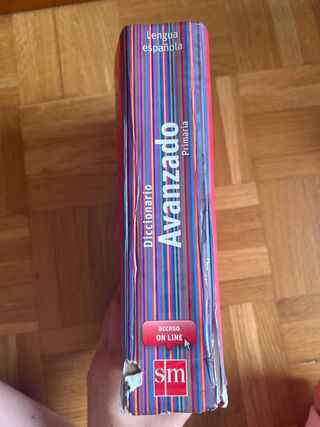 Lengua
española
Diccionario
Avanzado
Primaria
acceso
ON LINE
sm